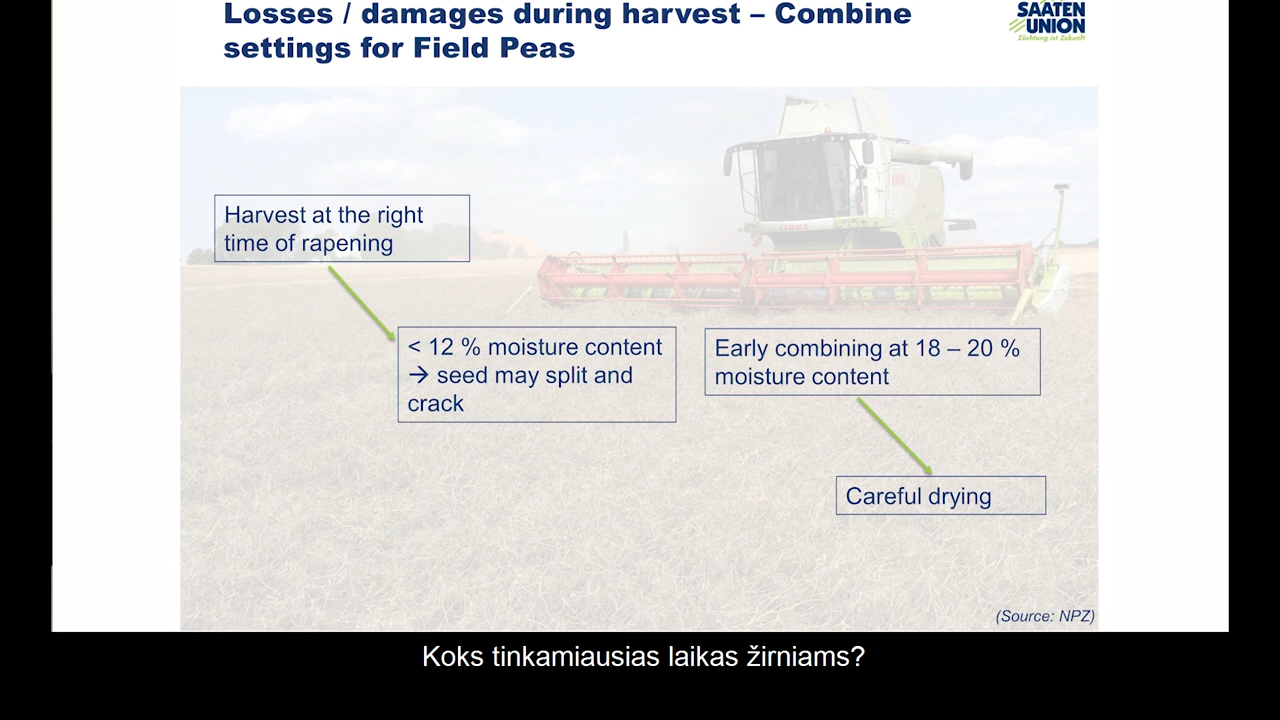 Losses / damages during harvest – Combine
settings for Field Peas
SAATEN
UNION
Züchtung ist Zukunft
Harvest at the right
time of rapening
< 12 % moisture content
→ seed may split and
crack
Early combining at 18 – 20 %
moisture content
Careful drying
CLAAS
(Source: NPZ)
Koks tinkamiausias laikas žirniams?